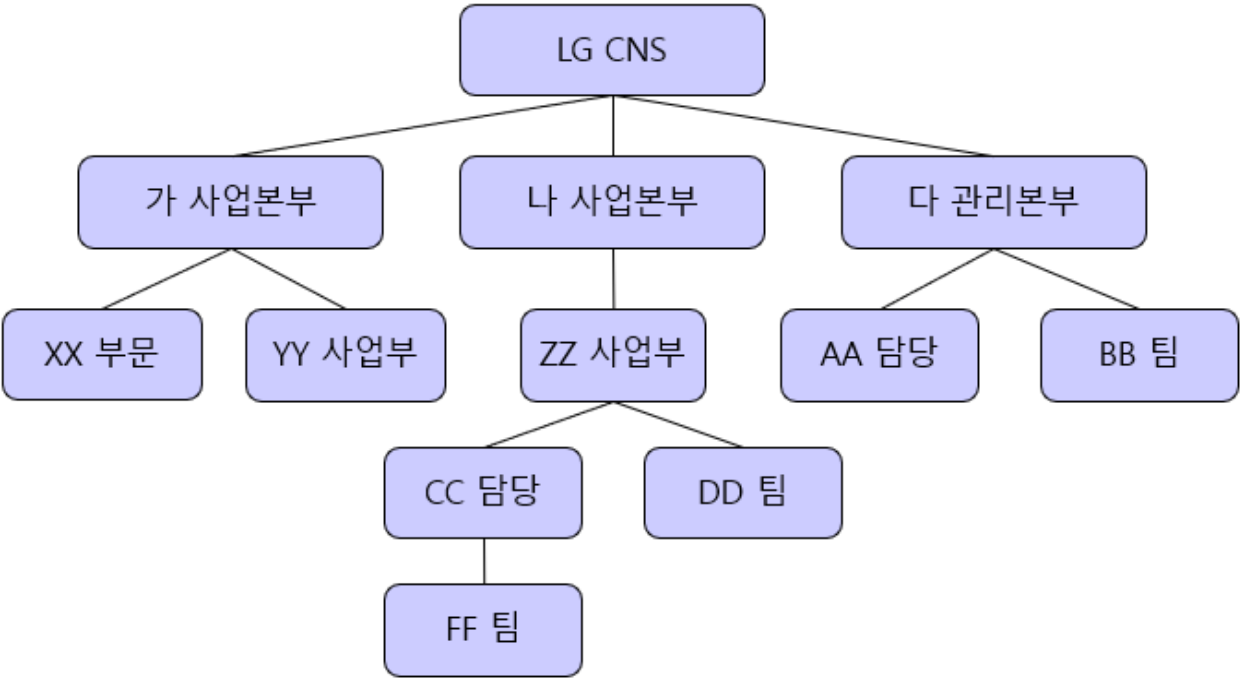 LG CNS
가 사업본부
나 사업본부
다 관리본부
XX 부문
YY 사업부
ZZ 사업부
AA 담당
BB 팀
CC 담당
DD 팀
FF 팀